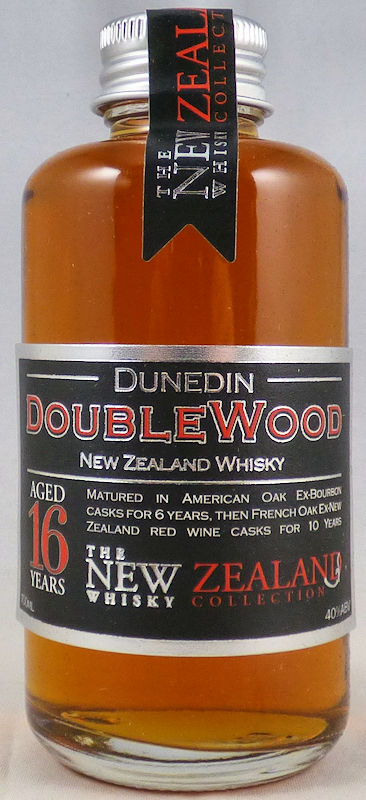 THE NEW ZEAL
WHISKY COLLECT
DUNEDIN
DOUBLEWOOD
NEW ZEALAND WHISKY
AGED
16
YEARS
MATURED IN AMERICAN OAK EX-BOURBON
CASKS FOR 6 YEARS, THEN FRENCH OAK EX-NEW
ZEALAND RED WINE CASKS FOR 10 YEARS
THE
NEW ZEALAND
WHISKY COLLECTION
40%ABV